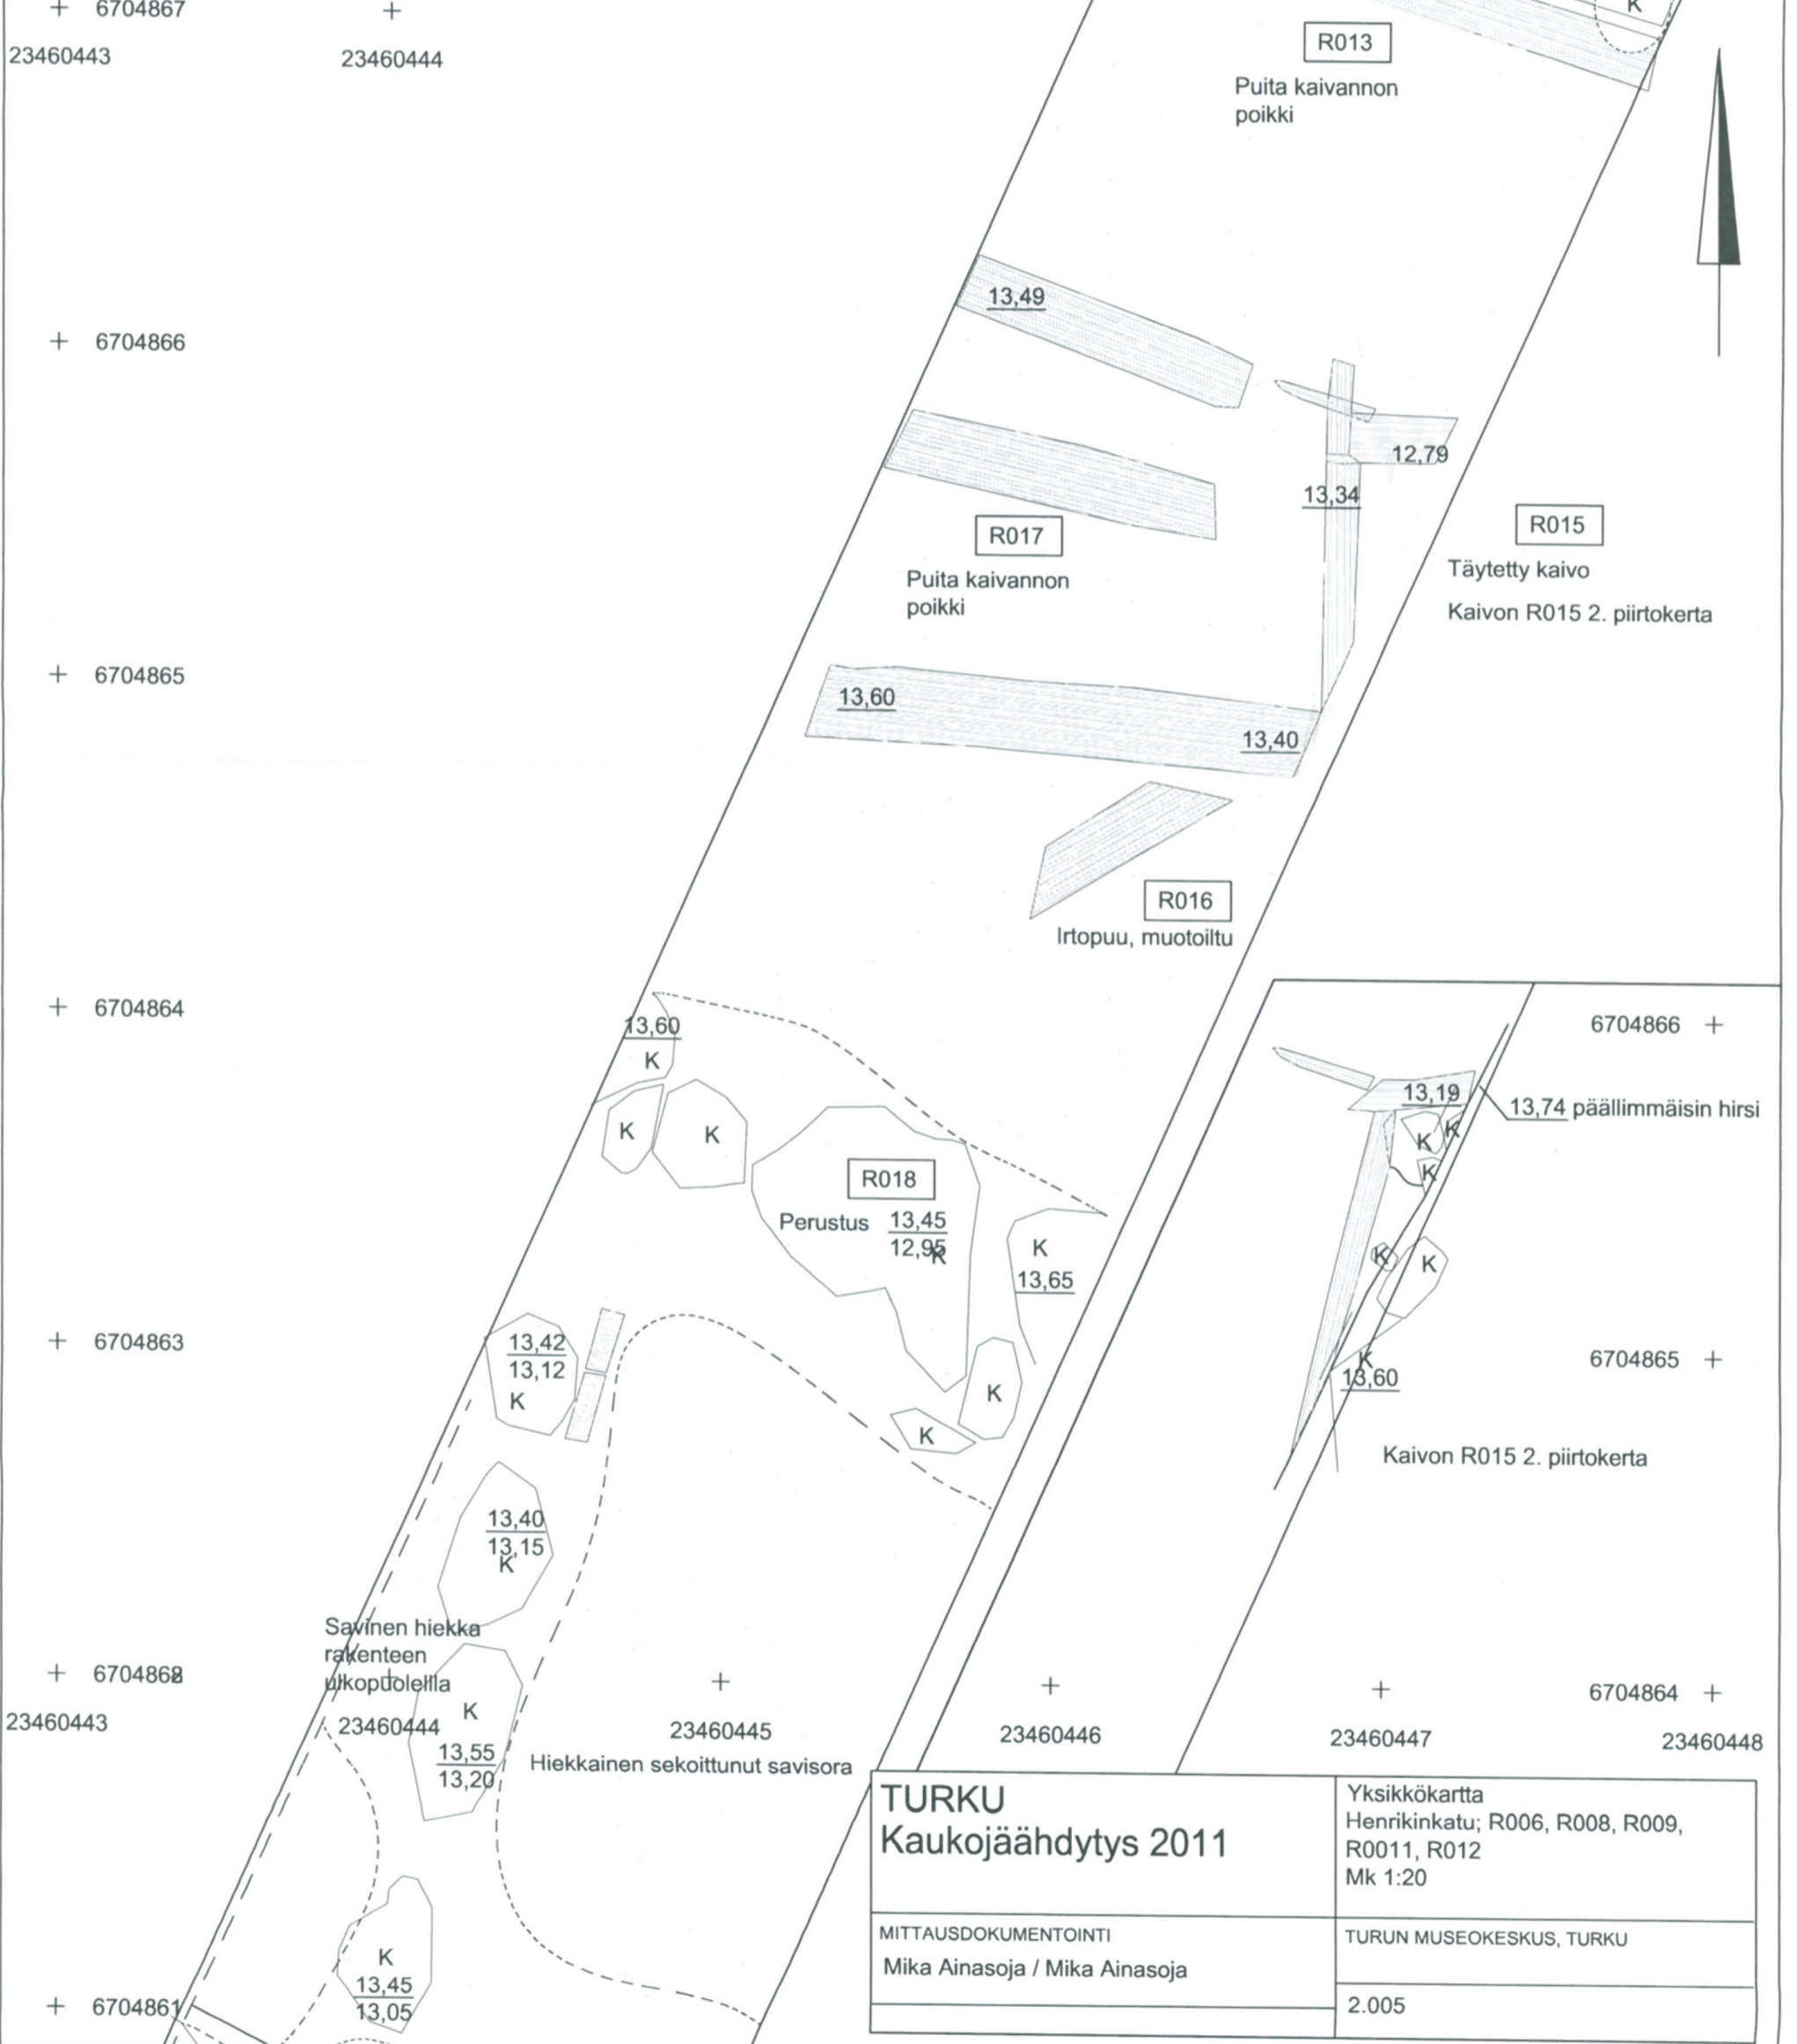 6704867
23460443
23460444
K
R013
Puita kaivannon
poikki
13,49
6704866
12,79
13,34
R017
Puita kaivannon
poikki
R015
Täytetty kaivo
Kaivon R015 2. piirtokerta
6704865
13,60
13,40
R016
Irtopuu, muotoiltu
6704864
13,60
K
K
K
R018
Perustus
13,45
12,95
K
K
13,65
6704863
13,42
13,12
K
K
K
13,40
13,15
K
Savinen hiekka
rakenteen
ulkopuolellla
6704866
13,19
13,74 päällimmäisin hirsi
K
K
K
K
K
6704865
K
13,60
Kaivon R015 2. piirtokerta
6704864
6704862
23460443
23460444
23460445
23460446
23460447
23460448
K
13,55
13,20
Hiekkainen sekoittunut savisora
K
13,45
13,05
6704861
TURKU
Kaukojäähdytys 2011
Yksikkökartta
Henrikinkatu; R006, R008, R009,
R0011, R012
Mk 1:20
MITTAUSDOKUMENTOINTI
Mika Ainasoja / Mika Ainasoja
TURUN MUSEOKESKUS, TURKU
2.005